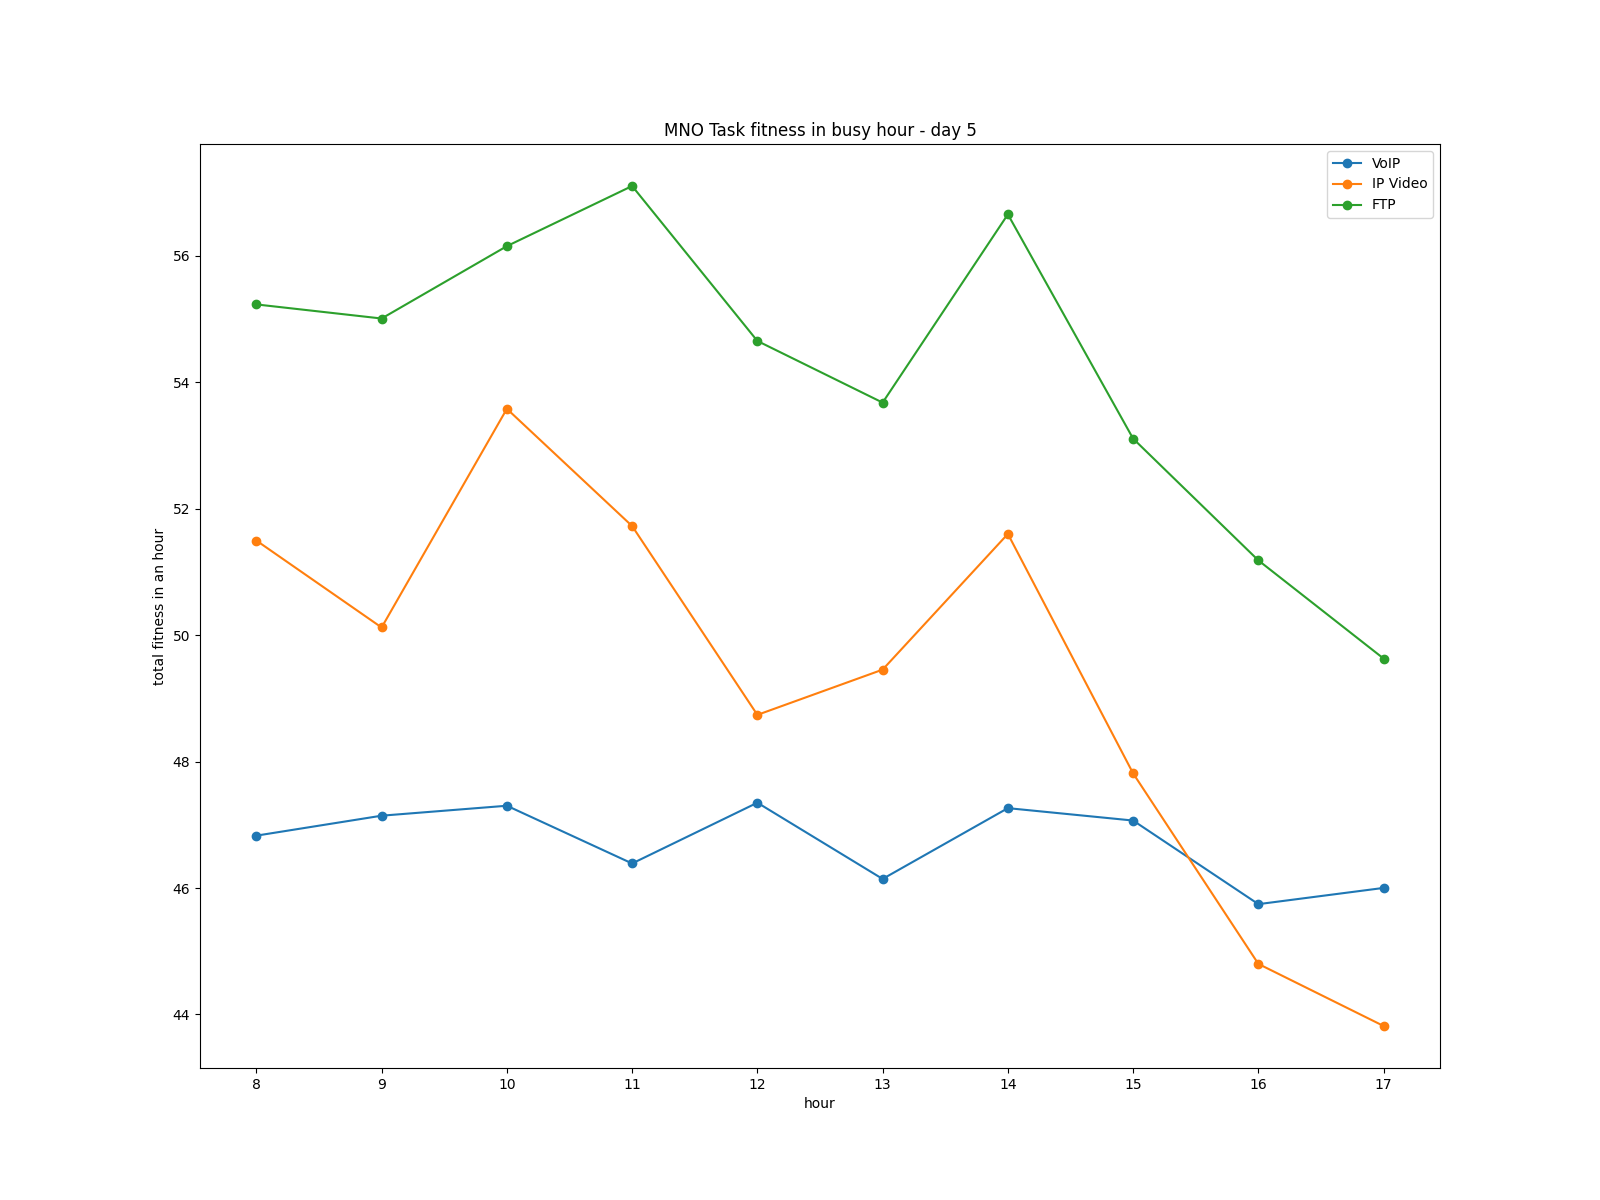 MNO Task fitness in busy hour - day 5
VoIP
IP Video
FTP
total fitness in an hour
56
54
52
50
48
46
44
8 9 10 11 12 13 14 15 16 17
hour